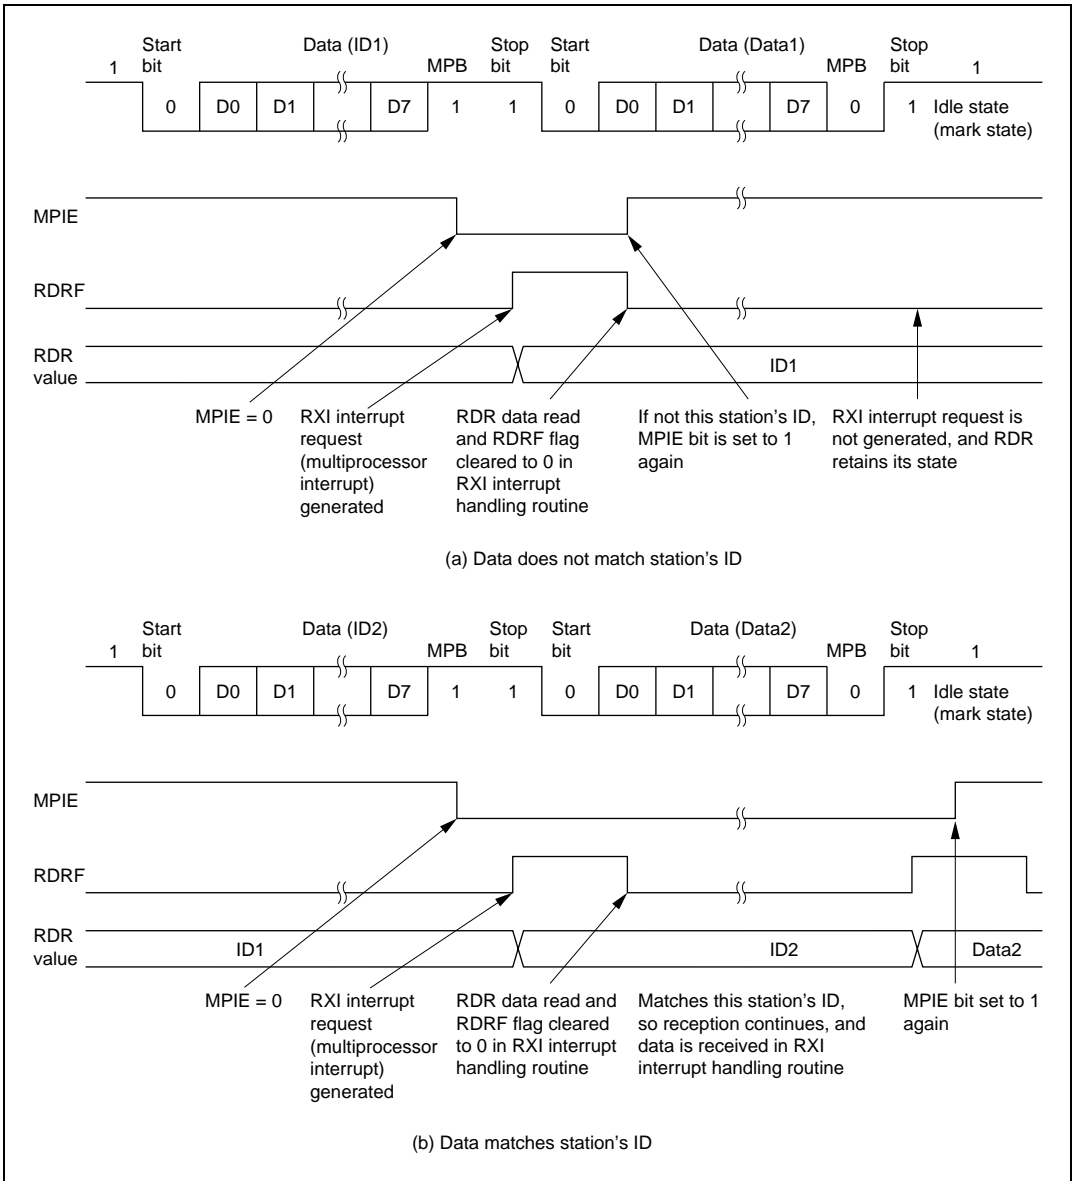 Start Data (ID1) Stop Start Data (Data1) Stop
1 bit MPB bit bit MPB bit 1
0 D0 D1 D7 1 1 0 D0 D1 D7 0 1 Idle state
(mark state)
MPIE
RDRF
RDR
value
ID1
MPIE = 0
RXI interrupt
request
(multiprocessor
interrupt)
generated
RDR data read
and RDRF flag
cleared to 0 in
RXI interrupt
handling routine
If not this station's ID,
MPIE bit is set to 1
again
RXI interrupt request is
not generated, and RDR
retains its state
(a) Data does not match station's ID
Start Data (ID2) Stop Start Data (Data2) Stop
1 bit MPB bit bit MPB bit 1
0 D0 D1 D7 1 1 0 D0 D1 D7 0 1 Idle state
(mark state)
MPIE
RDRF
RDR
value
ID1 ID2 Data2
MPIE = 0
RXI interrupt
request
(multiprocessor
interrupt)
generated
RDR data read and
RDRF flag cleared
to 0 in RXI interrupt
handling routine
Matches this station's ID,
so reception continues, and
data is received in RXI
interrupt handling routine
MPIE bit set to 1
again
(b) Data matches station's ID